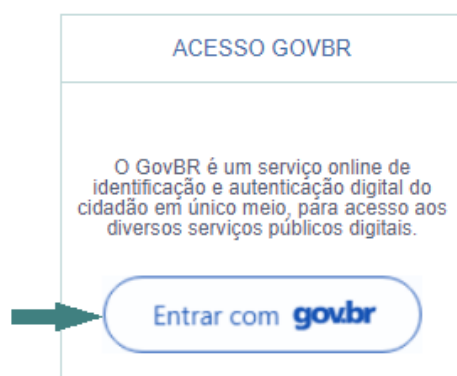 ACESSO GOVBR
O GovBR é um serviço online de
identificação e autenticação digital do
cidadão em único meio, para acesso aos
diversos serviços públicos digitais.
Entrar com gov.br